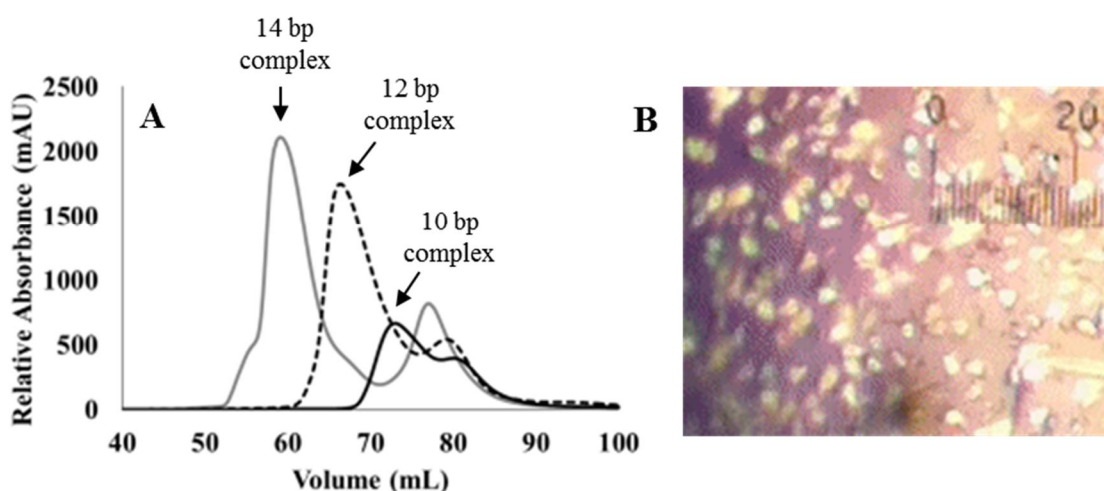 14 bp
complex
12 bp
complex
10 bp
complex
A
B
Relative Absorbance (mAU)
2500
2000
1500
1000
500
0
40 50 60 70 80 90 100
Volume (mL)
0 20